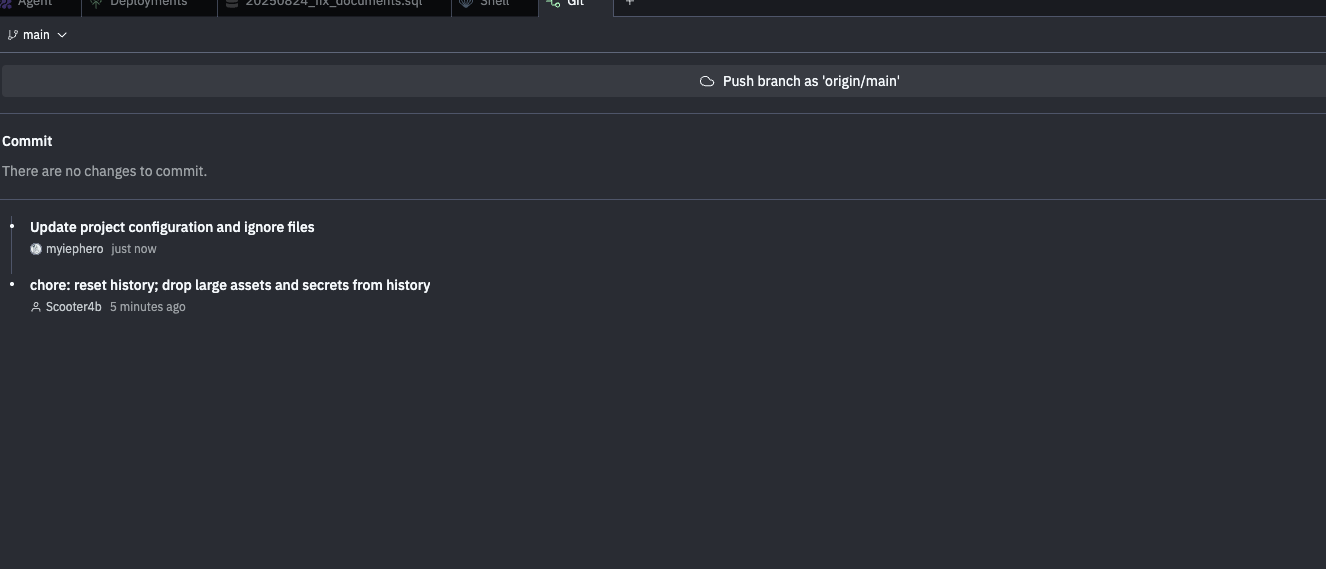 Agent Deployments 20250824_fix_documents.sql Shell Git +
main
Push branch as 'origin/main'
Commit
There are no changes to commit.
Update project configuration and ignore files
myiephero just now
chore: reset history; drop large assets and secrets from history
Scooter4b 5 minutes ago